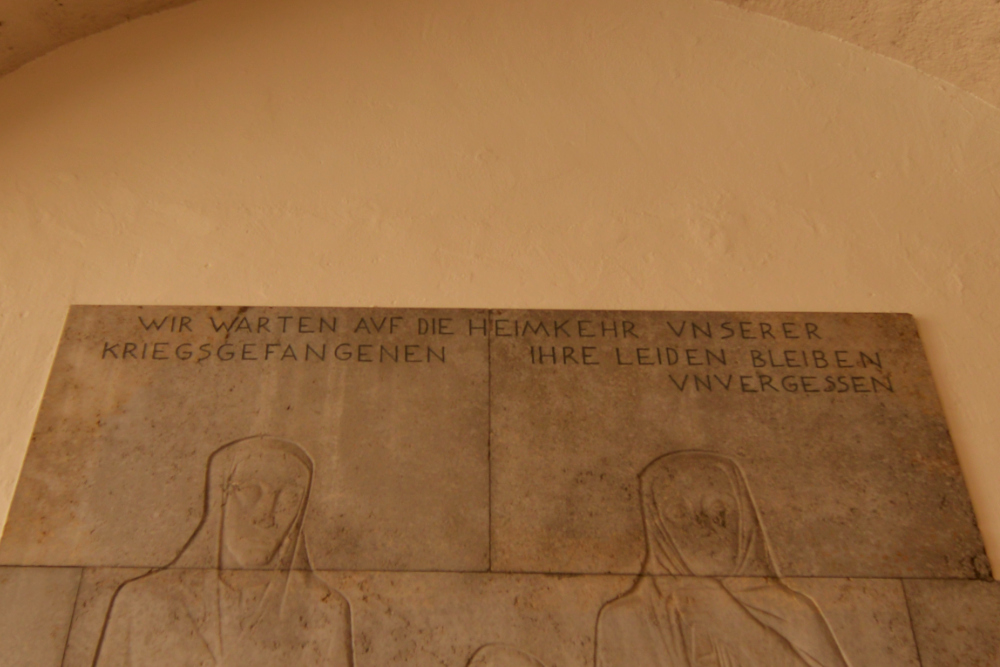 WIR WARTEN AVF DIE HEIMKEHR VNSERER
KRIEGSGEFANGENEN IHRE LEIDEN BLEIBEN
VNVERGESSEN